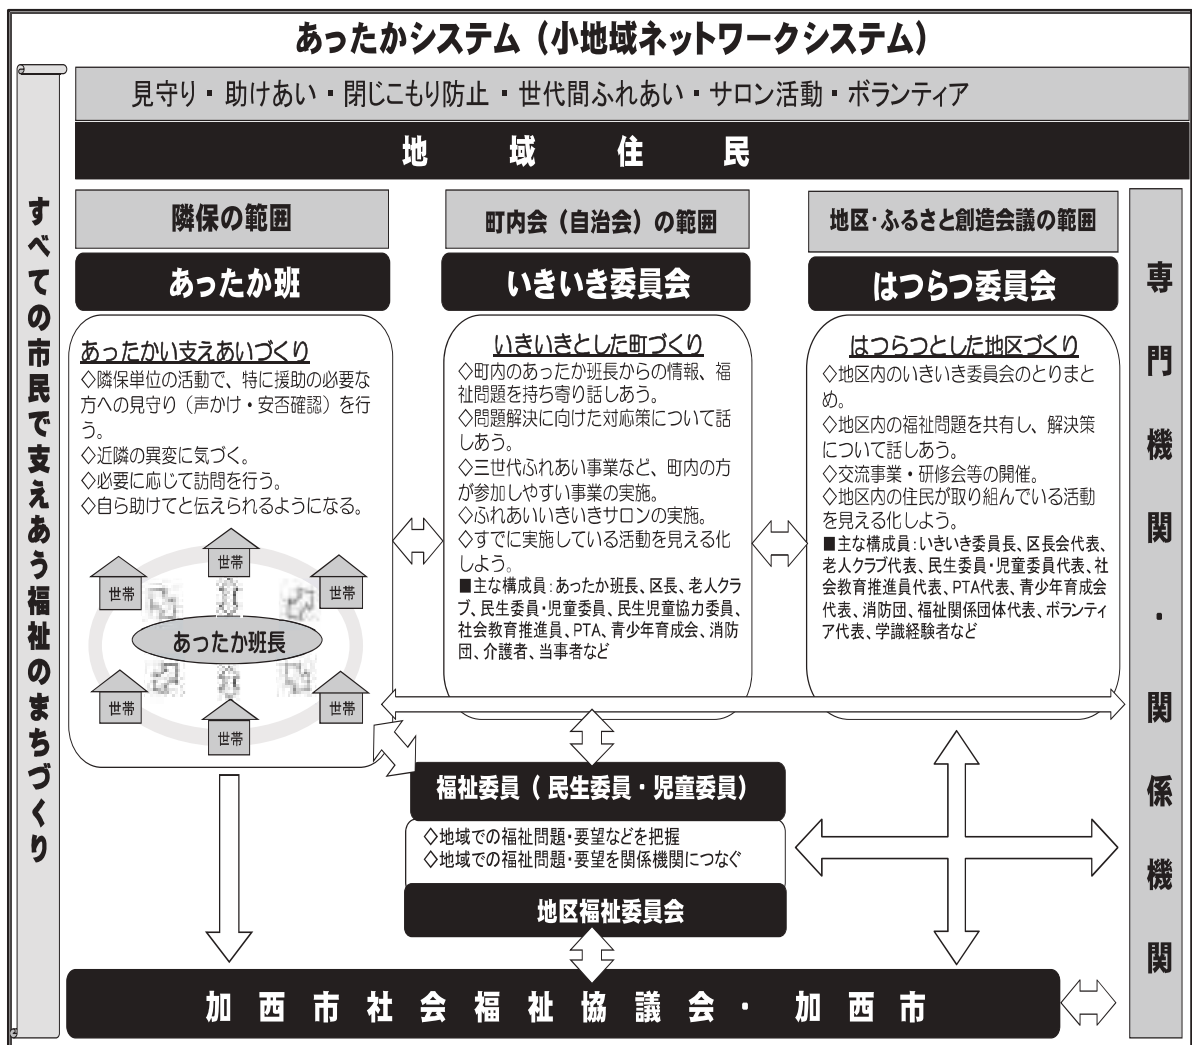 あったかシステム（小地域ネットワークシステム）
見守り・助けあい・閉じこもり防止・世代間ふれあい・サロン活動・ボランティア
地域住民
すべての市民で支えあう福祉のまちづくり
隣保の範囲
あったか班
あったかい支えあいづくり
◇隣保単位の活動で、特に援助の必要な
方への見守り（声かけ・安否確認）を行
う。
◇近隣の異変に気づく。
◇必要に応じて訪問を行う。
◇自ら助けてと伝えられるようになる。
世帯
世帯
世帯
あったか班長
世帯
世帯
世帯
町内会（自治会）の範囲
いきいき委員会
いきいきとした町づくり
◇町内のあったか班長からの情報、福
祉問題を持ち寄り話しあう。
◇問題解決に向けた対応策について話
しあう。
◇三世代ふれあい事業など、町内の方
が参加しやすい事業の実施。
◇ふれあいいきいきサロンの実施。
◇すでに実施している活動を見える化
しよう。
■主な構成員：あったか班長、区長、老人クラ
ブ、民生委員・児童委員、民生児童協力委員、
社会教育推進員、PTA、青少年育成会、消防
団、介護者、当事者など
地区・ふるさと創造会議の範囲
はつらつ委員会
はつらつとした地区づくり
◇地区内のいきいき委員会のとりまと
め。
◇地区内の福祉問題を共有し、解決策
について話しあう。
◇交流事業・研修会等の開催。
◇地区内の住民が取り組んでいる活動
を見える化しよう。
■主な構成員：いきいき委員長、区長会代表、
老人クラブ代表、民生委員・児童委員代表、社
会教育推進員代表、PTA代表、青少年育成会
代表、消防団、福祉関係団体代表、ボランティ
ア代表、学識経験者など
専門機関・関係機関
福祉委員（民生委員・児童委員）
◇地域での福祉問題・要望などを把握
◇地域での福祉問題・要望を関係機関につなぐ
地区福祉委員会
加西市社会福祉協議会・加西市